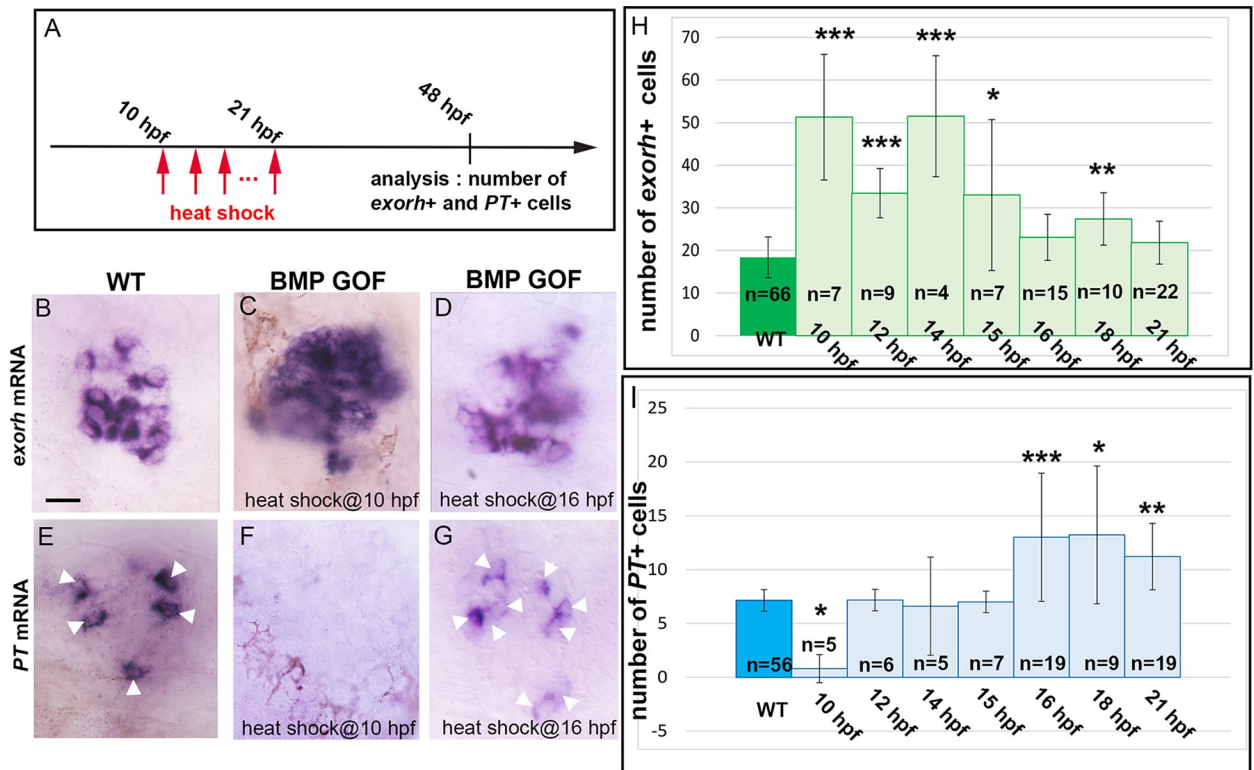 A
10 hpf
21 hpf
48 hpf
...
heat shock
analysis : number of
exorh+ and PT+ cells
WT
BMP GOF
BMP GOF
exorh mRNA
B
C
heat shock@10 hpf
D
heat shock@16 hpf
PT mRNA
E
F
heat shock@10 hpf
G
heat shock@16 hpf
H
number of exorh+ cells
70
60
50
40
30
20
10
0
***
***
***
*
**
n=66
n=7
n=9
n=4
n=7
n=15
n=10
n=22
WT
10 hpf
12 hpf
14 hpf
15 hpf
16 hpf
18 hpf
21 hpf
I
number of PT+ cells
25
20
15
10
5
0
-5
*
***
*
**
n=56
n=5
n=6
n=5
n=7
n=19
n=9
n=19
WT
10 hpf
12 hpf
14 hpf
15 hpf
16 hpf
18 hpf
21 hpf